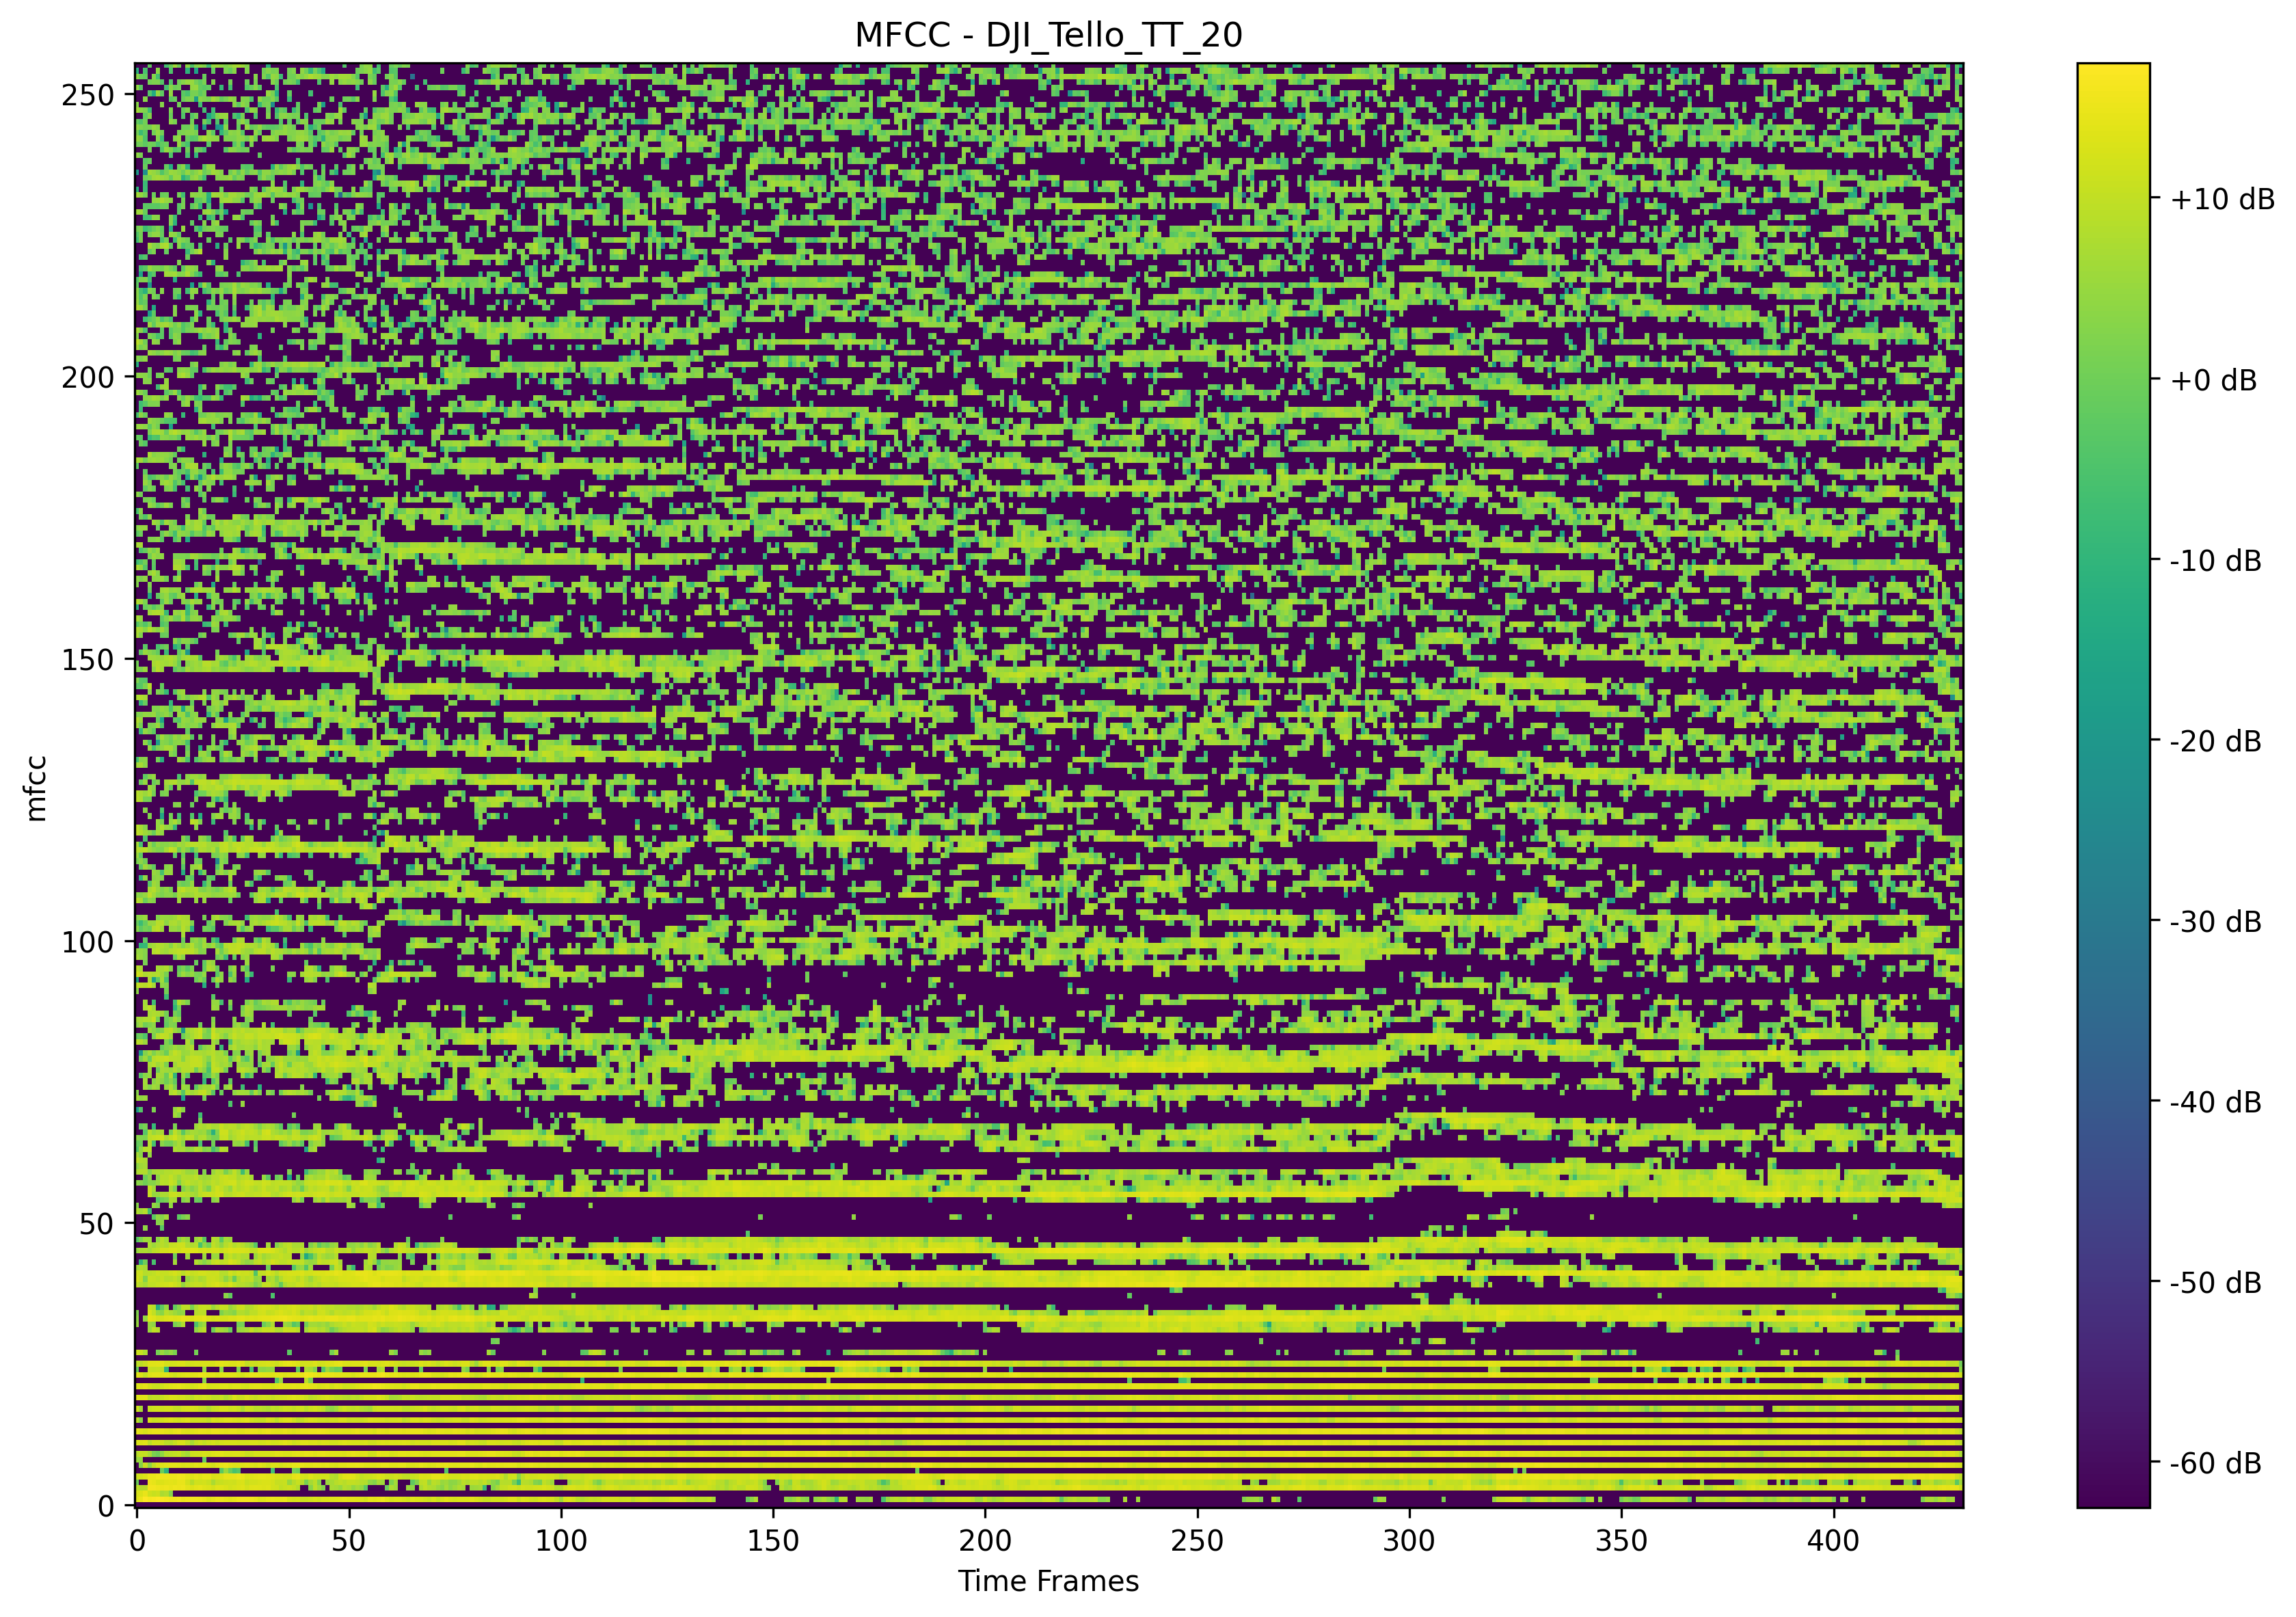 MFCC - DJI_Tello_TT_20
250
200
150
100
50
0
mfcc
0 50 100 150 200 250 300 350 400
Time Frames
+10 dB
+0 dB
-10 dB
-20 dB
-30 dB
-40 dB
-50 dB
-60 dB